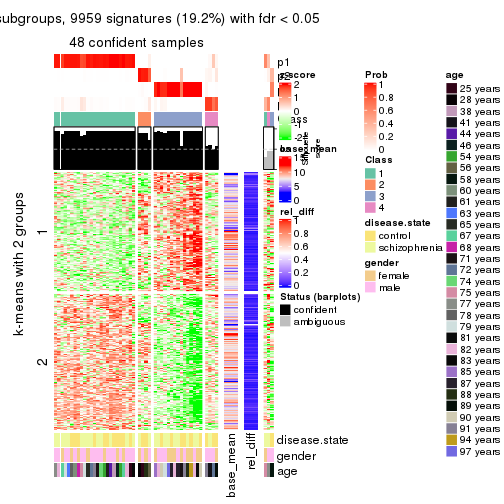 subgroups, 9959 signatures (19.2%) with fdr < 0.05
48 confident samples
p1
z-score
2
1
0
-2
base_mean
10
5
0
rel_diff
1
0.8
0.6
0.4
0.2
0
Status (barplots)
confident
ambiguous
score
Prob
1
0.8
0.6
0.4
0.2
0
Class
1
2
3
4
disease.state
control
schizophrenia
gender
female
male
age
25 years
28 years
38 years
41 years
44 years
46 years
54 years
56 years
58 years
60 years
61 years
63 years
65 years
67 years
68 years
71 years
72 years
74 years
75 years
77 years
78 years
79 years
81 years
82 years
83 years
85 years
87 years
88 years
89 years
90 years
91 years
94 years
97 years
k-means with 2 groups
1
2
disease.state
gender
age
base_mean
rel_diff